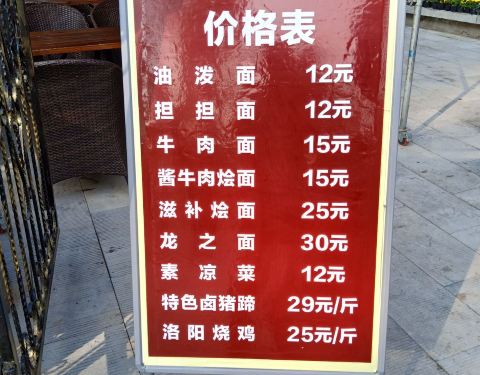 价格表
油泼面 12元
担担面 12元
牛肉面 15元
酱牛肉烩面 15元
滋补烩面 25元
龙之面 30元
素凉菜 12元
特色卤猪蹄 29元/斤
洛阳烧鸡 25元/斤